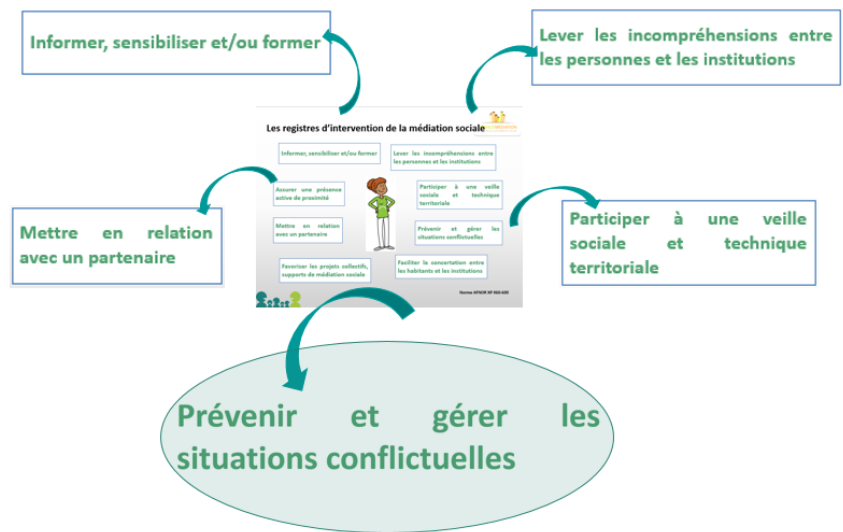 Informer, sensibiliser et/ou former
Lever les incompréhensions entre
les personnes et les institutions
Les registres d'intervention de la médiation sociale
Informer, sensibiliser et/ou former
Lever les incompréhensions entre
les personnes et les institutions
Assurer une présence
active de proximité
Participer à une veille
sociale et technique
territoriale
Mettre en relation
avec un partenaire
Prévenir et gérer les
situations conflictuelles
Favoriser les projets collectifs,
supports de médiation sociale
Faciliter la concertation entre
les habitants et les institutions
Norme AFNOR XP X60-600
Mettre en relation
avec un partenaire
Participer à une veille
sociale et technique
territoriale
Prévenir et gérer les
situations conflictuelles